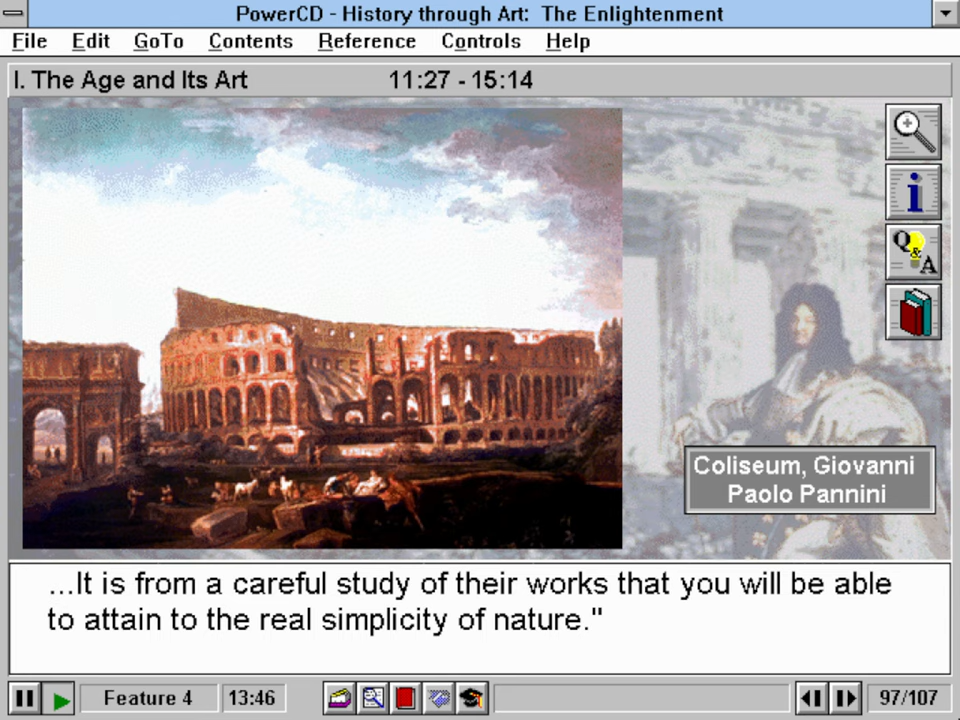 PowerCD - History through Art: The Enlightenment
File Edit GoTo Contents Reference Controls Help
I. The Age and Its Art 11:27 - 15:14
i
Q & A
Coliseum, Giovanni
Paolo Pannini
...It is from a careful study of their works that you will be able
to attain to the real simplicity of nature."
Feature 4 13:46 97/107